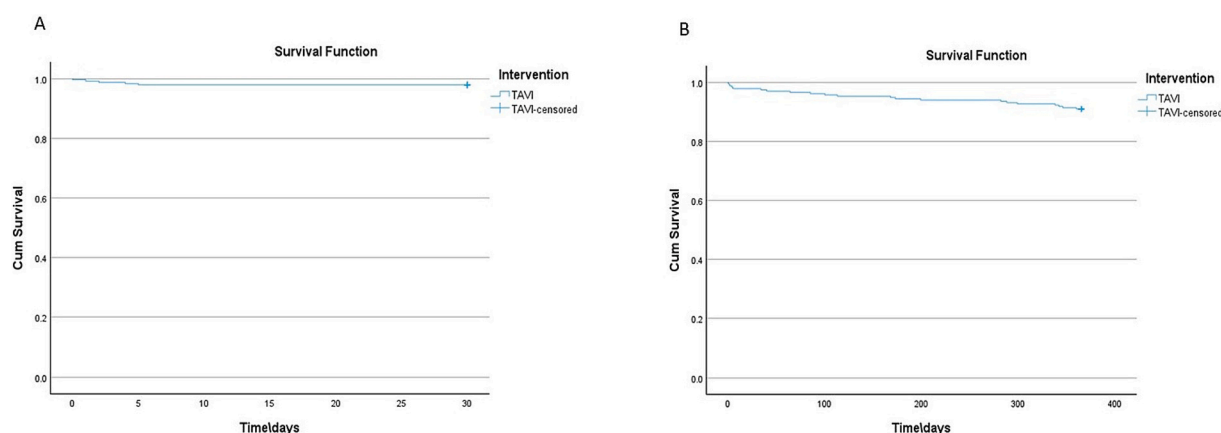 A
Survival Function
Cum Survival
1.0
0.8
0.6
0.4
0.2
0.0
0 5 10 15 20 25 30
Time\days
Intervention
TAVI
TAVI-censored
B
Survival Function
Cum Survival
1.0
0.8
0.6
0.4
0.2
0.0
0 100 200 300 400
Time\days
Intervention
TAVI
TAVI-censored